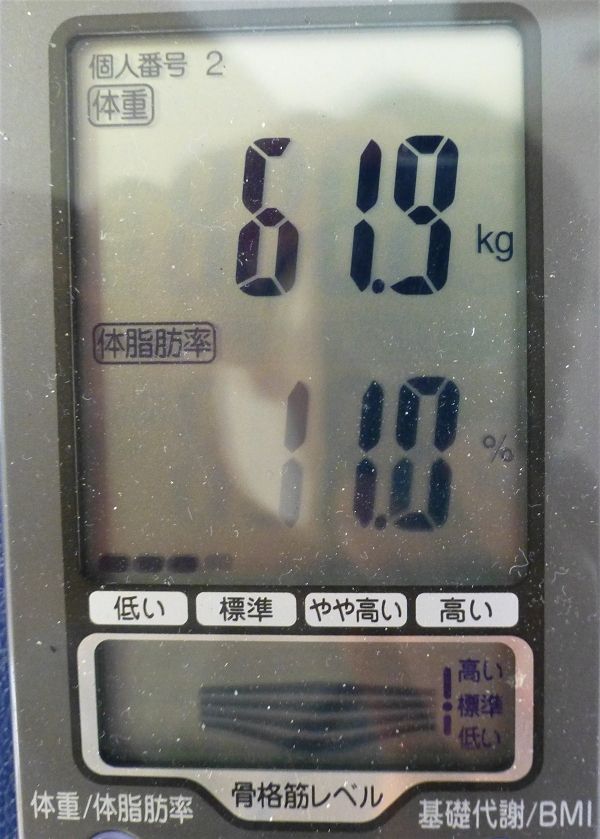 個人番号 2
体重
61.9 kg
体脂肪率
11.0 %
低い 標準 やや高い 高い
高い
標準
低い
骨格筋レベル
体重/体脂肪率 基礎代謝/BMI